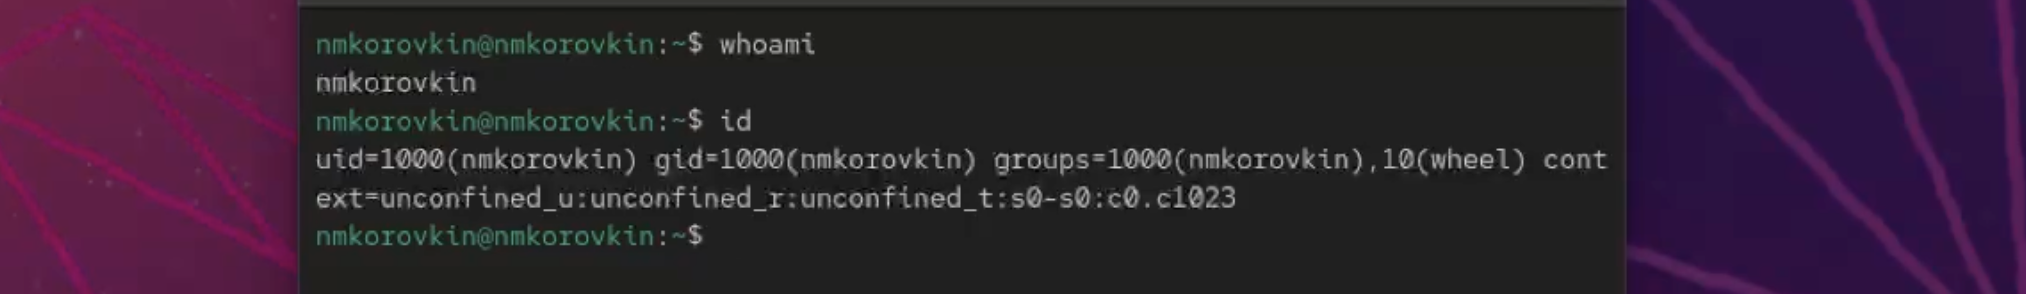 nmkorovkin@nmkorovkin:~$ whoami
nmkorovkin
nmkorovkin@nmkorovkin:~$ id
uid=1000(nmkorovkin) gid=1000(nmkorovkin) groups=1000(nmkorovkin),10(wheel) cont
ext=unconfined_u:unconfined_r:unconfined_t:s0-s0:c0.c1023
nmkorovkin@nmkorovkin:~$